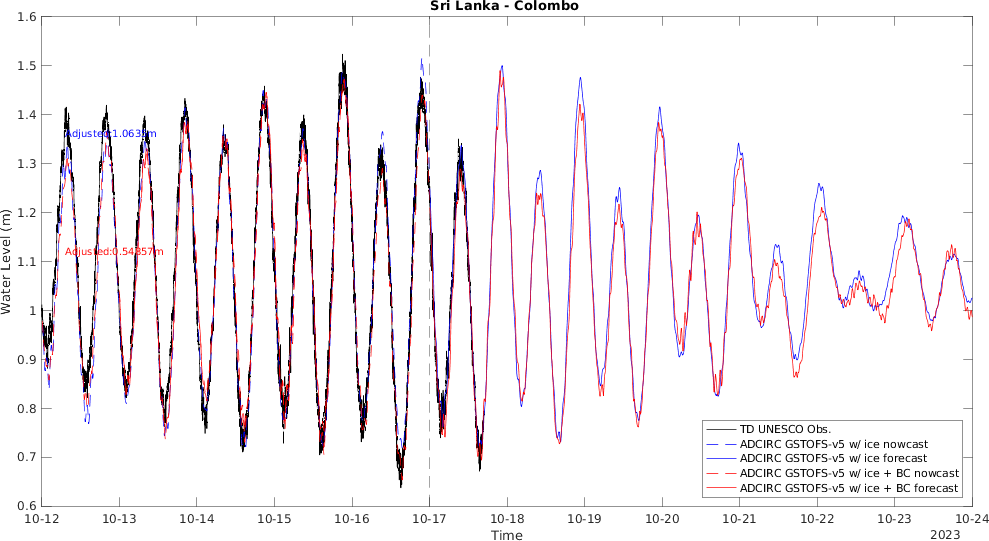 Sri Lanka - Colombo
1.6
1.5
1.4
1.3
1.2
1.1
1
0.9
0.8
0.7
0.6
Water Level (m)
Adjusted:1.0635m
Adjusted:0.54357m
TD UNESCO Obs.
ADCIRC GSTOFS-v5 w/ ice nowcast
ADCIRC GSTOFS-v5 w/ ice forecast
ADCIRC GSTOFS-v5 w/ ice + BC nowcast
ADCIRC GSTOFS-v5 w/ ice + BC forecast
10-12 10-13 10-14 10-15 10-16 10-17 10-18 10-19 10-20 10-21 10-22 10-23 10-24
Time
2023